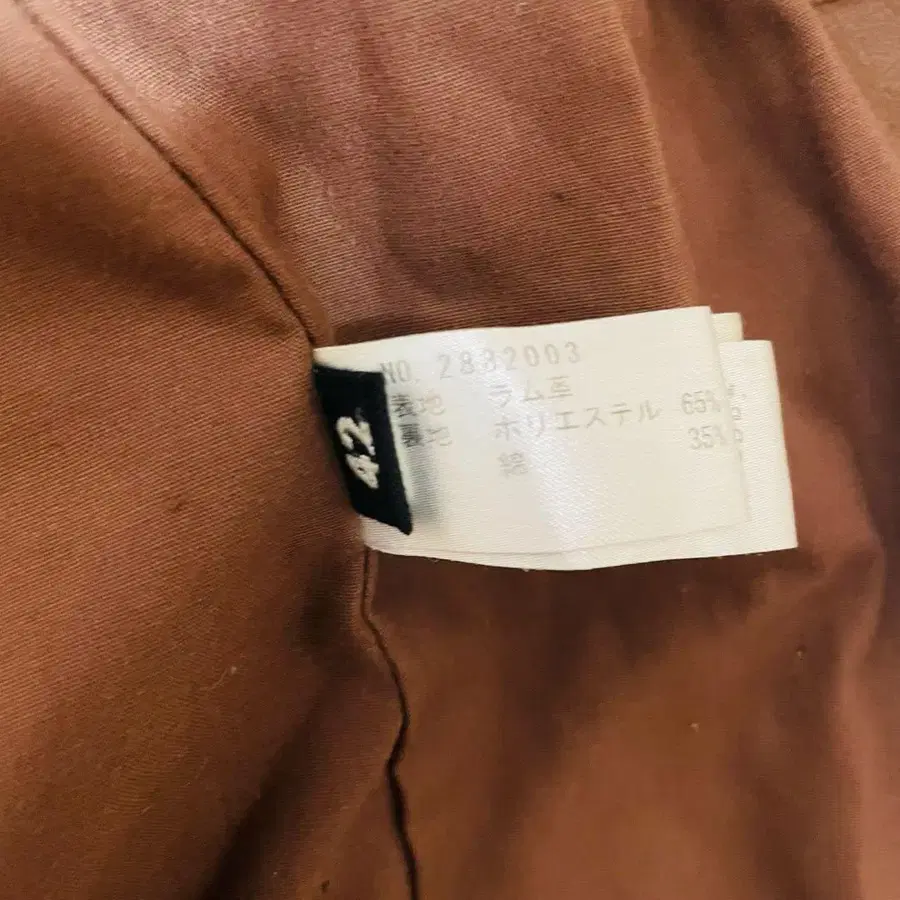 NO. 2832003
表地 ラム革
裏地 ポリエステル 65%
綿 35%
42